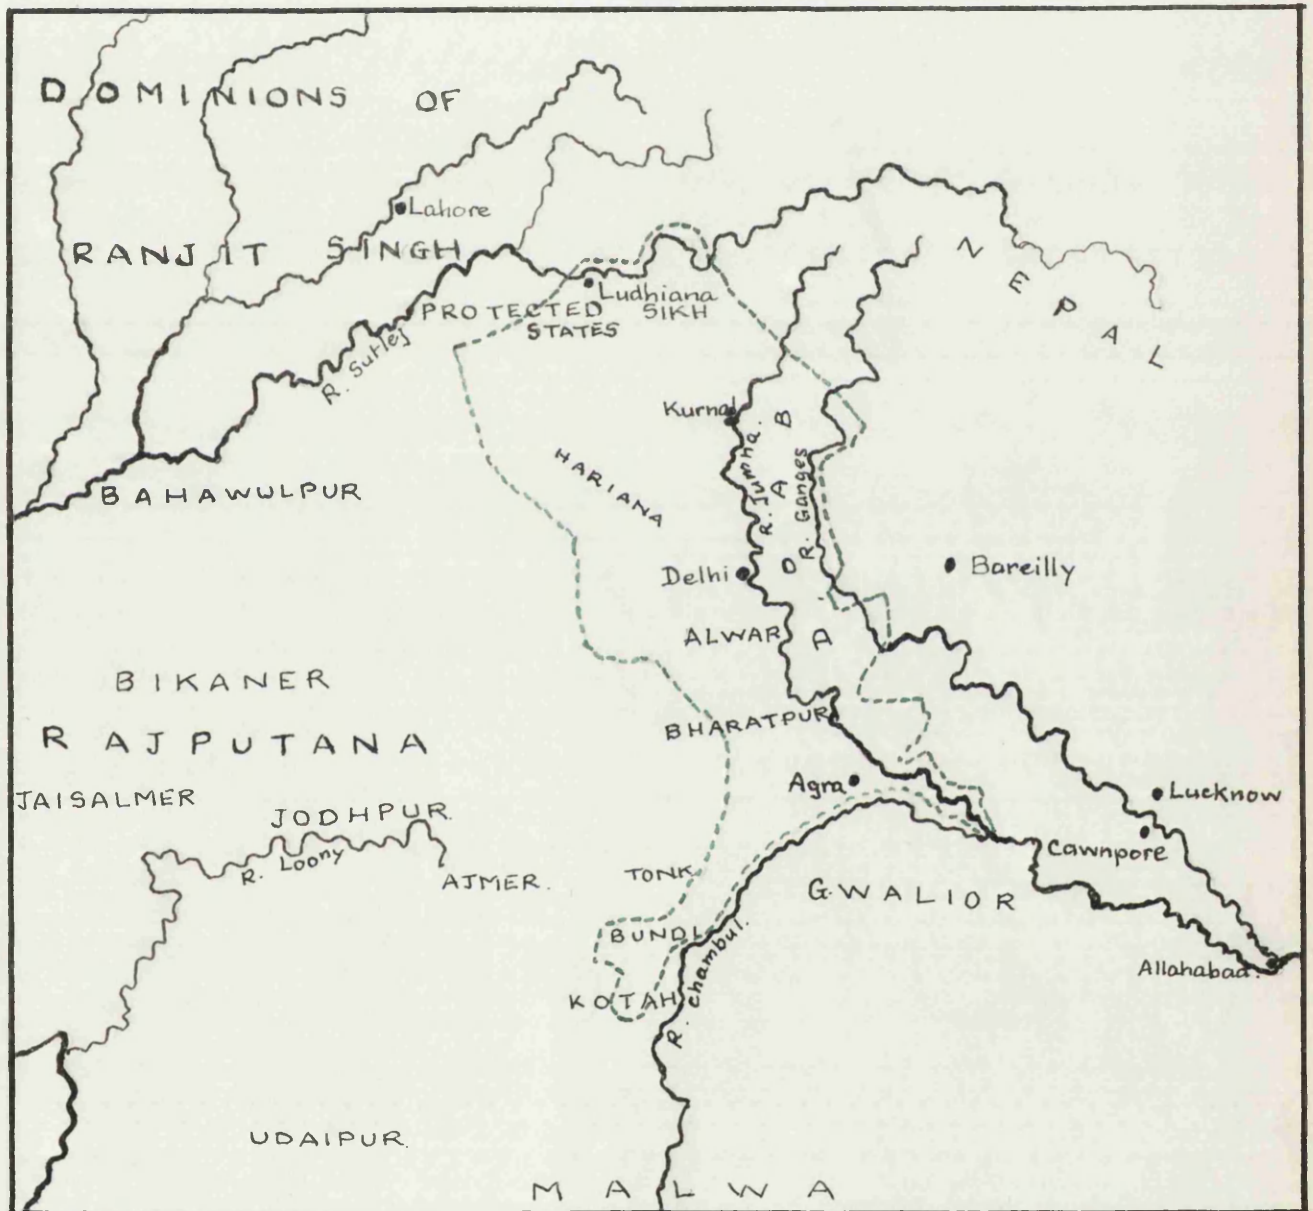 DOMINIONS OF
Lahore
RANJIT SINGH
NEPAL
Ludhiana
PROTECTED SIKH
STATES
R. Sutlej
Kurnal
DOAB
R. Jumna.
R. Ganges
HARIANA
BAHAWULPUR
Delhi
Bareilly
ALWAR
BIKANER
BHARATPUR
RAJPUTANA
Agra
Lucknow
JAISALMER
JODHPUR
Cawnpore
R. Loony
AJMER.
TONK
GWALIOR
BUNDI
R. Chambul.
Allahabad.
KOTAH
UDAIPUR.
MALWA